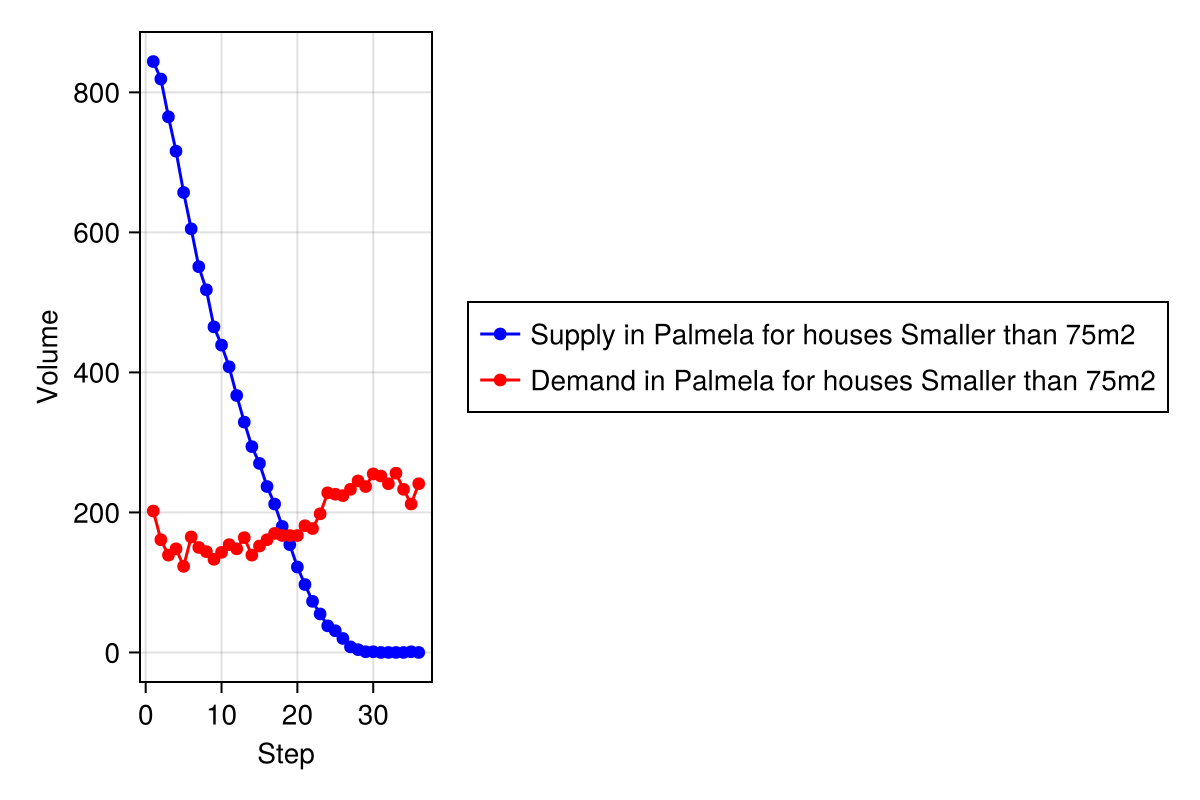 800
600
400
200
0
Volume
0 10 20 30
Step
Supply in Palmela for houses Smaller than 75m2
Demand in Palmela for houses Smaller than 75m2